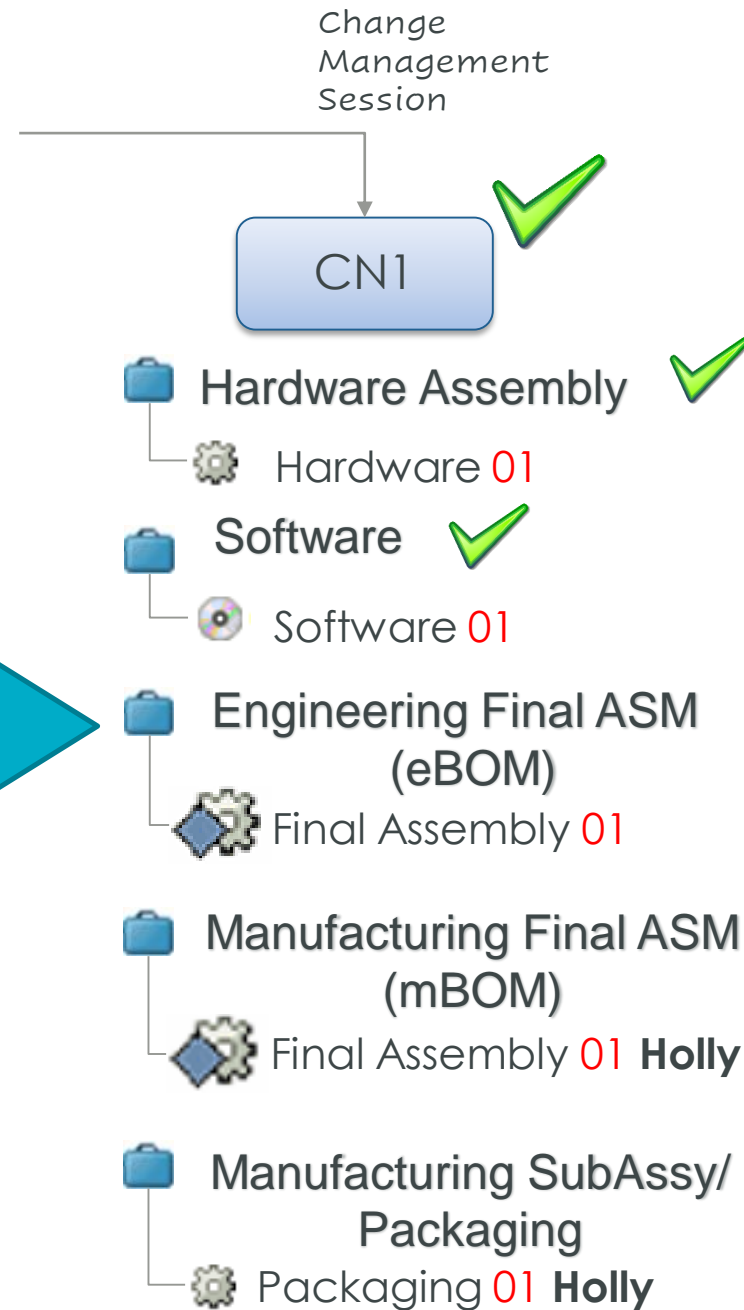 Change
Management
Session
CN1
Hardware Assembly
Hardware 01
Software
Software 01
Engineering Final ASM
(eBOM)
Final Assembly 01
Manufacturing Final ASM
(mBOM)
Final Assembly 01 Holly
Manufacturing SubAssy/
Packaging
Packaging 01 Holly